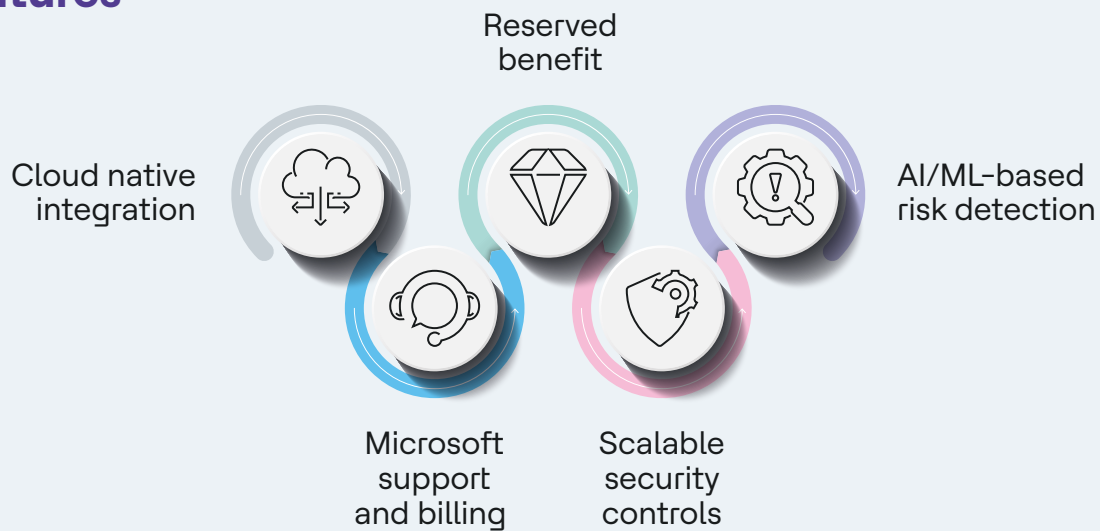 Reserved
benefit
Cloud native
integration
AI/ML-based
risk detection
Microsoft
support
and billing
Scalable
security
controls